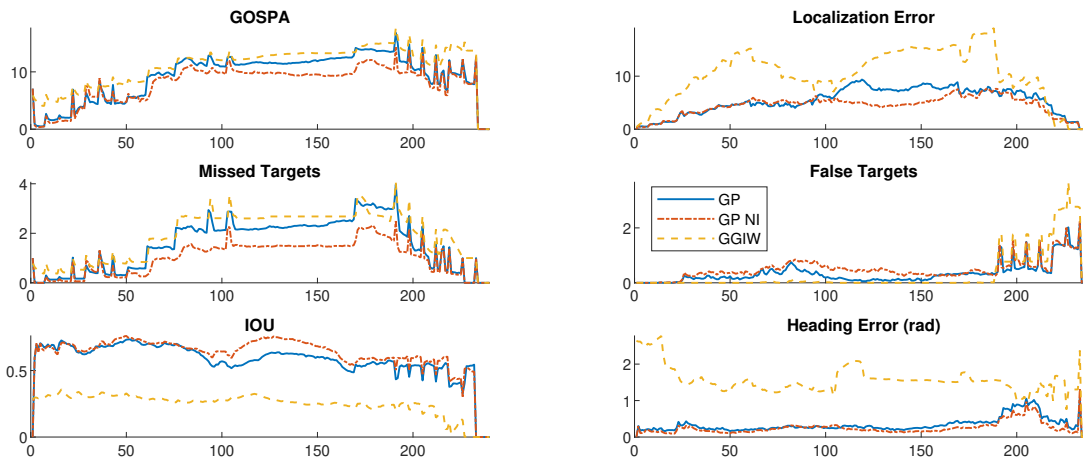 GOSPA
10
0
0 50 100 150 200
Localization Error
10
0
0 50 100 150 200
Missed Targets
4
2
0
0 50 100 150 200
False Targets
2
0
0 50 100 150 200
GP
GP NI
GGIW
IOU
0.5
0
0 50 100 150 200
Heading Error (rad)
2
1
0
0 50 100 150 200